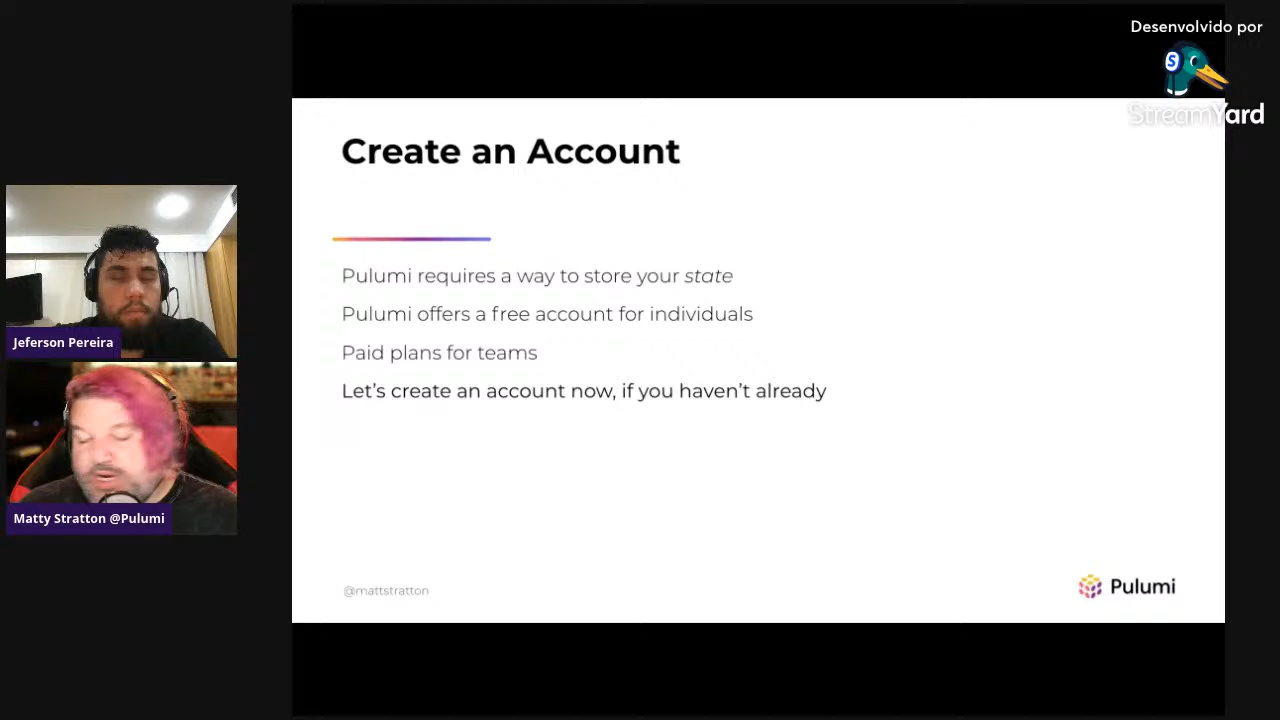 Desenvolvido por
S
StreamYard
Create an Account
Pulumi requires a way to store your state
Pulumi offers a free account for individuals
Paid plans for teams
Let's create an account now, if you haven't already
Jeferson Pereira
Matty Stratton @Pulumi
@mattstratton
Pulumi